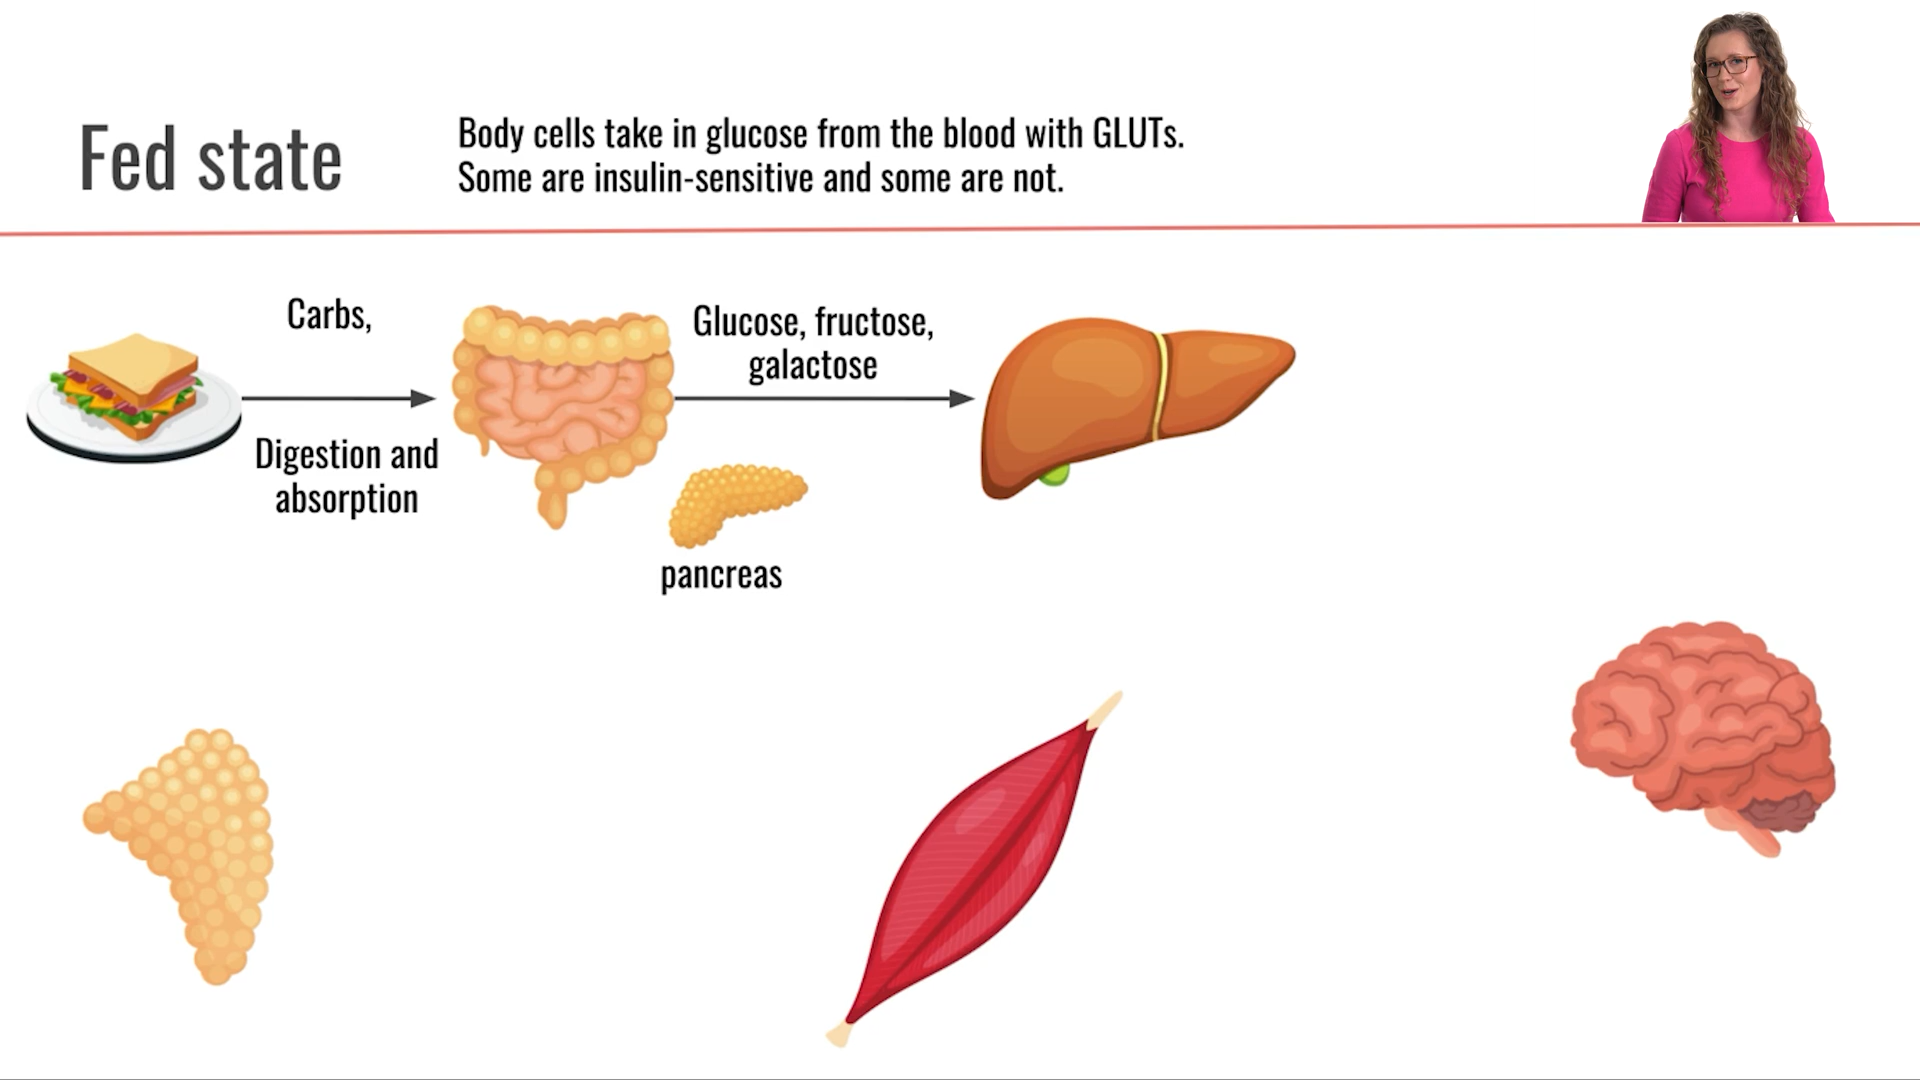 Fed state
Body cells take in glucose from the blood with GLUTs.
Some are insulin-sensitive and some are not.
Carbs,
Digestion and
absorption
Glucose, fructose,
galactose
pancreas